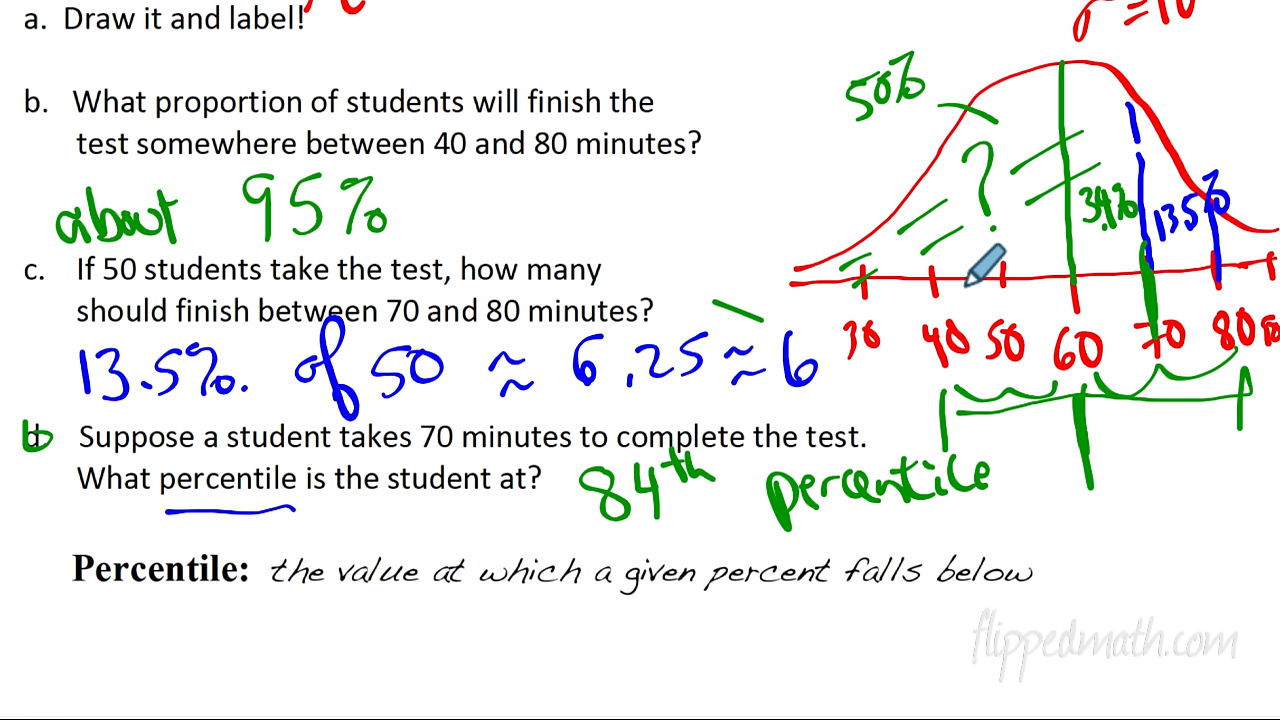 a. Draw it and label!
σ = 10
50%
b. What proportion of students will finish the
test somewhere between 40 and 80 minutes?
?
34%
13.5%
about 95%
c. If 50 students take the test, how many
should finish between 70 and 80 minutes?
30 40 50 60 70 80
13.5%. of 50 ≈ 6.25 ≈ 6
d Suppose a student takes 70 minutes to complete the test.
What percentile is the student at?
84th percentile
Percentile: the value at which a given percent falls below
flippedmath.com